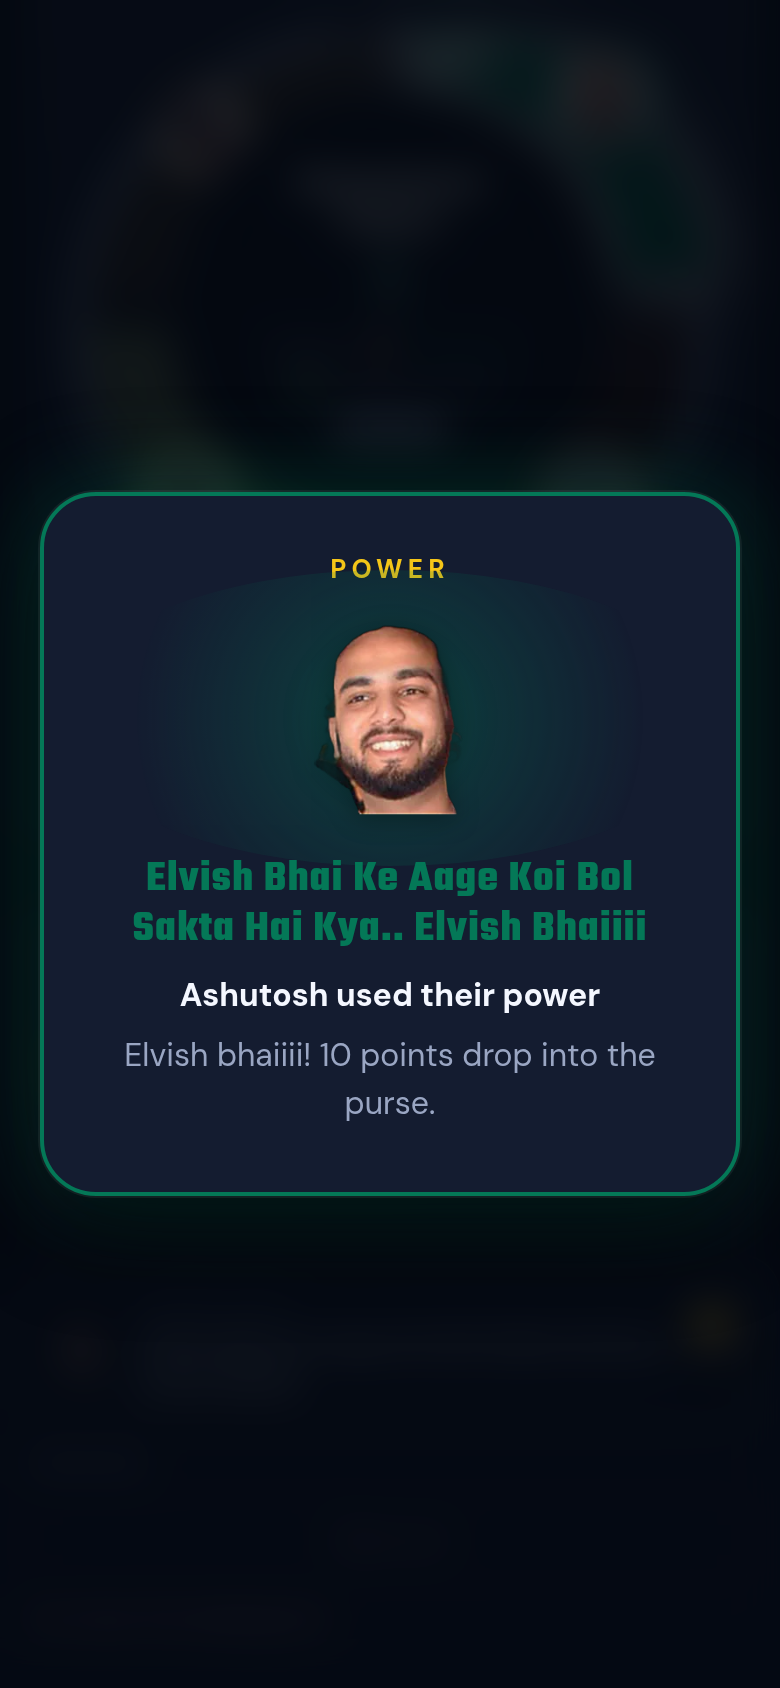 POWER
Elvish Bhai Ke Aage Koi Bol
Sakta Hai Kya.. Elvish Bhaiiii
Ashutosh used their power
Elvish bhaiiii! 10 points drop into the
purse.